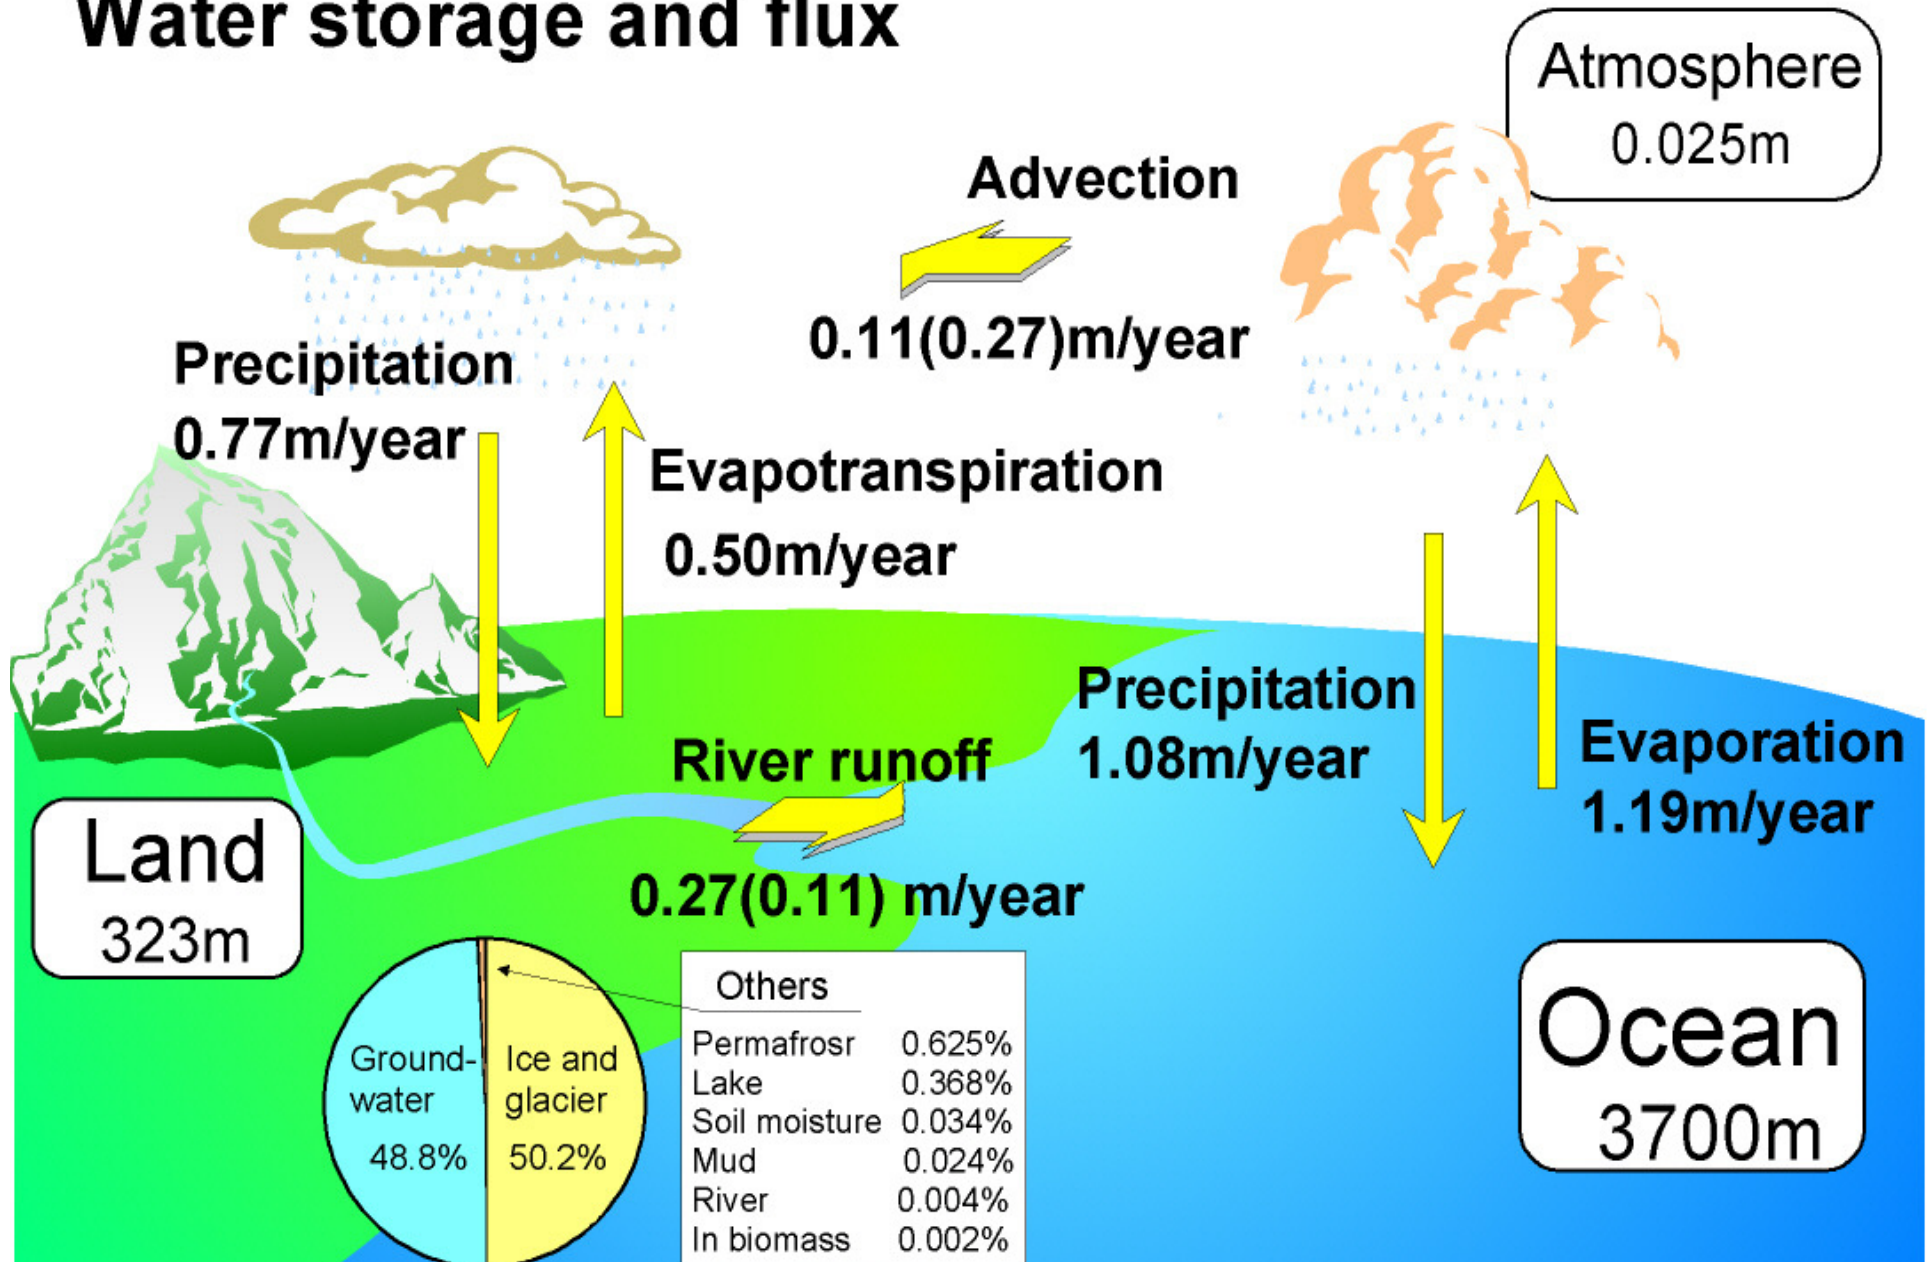 Water storage and flux
Atmosphere
0.025m
Advection
0.11(0.27)m/year
Precipitation
0.77m/year
Evapotranspiration
0.50m/year
Precipitation
1.08m/year
Evaporation
1.19m/year
River runoff
0.27(0.11) m/year
Land
323m
Ocean
3700m
Ground-
water
48.8%
Ice and
glacier
50.2%
Others
Permafrosr 0.625%
Lake 0.368%
Soil moisture 0.034%
Mud 0.024%
River 0.004%
In biomass 0.002%